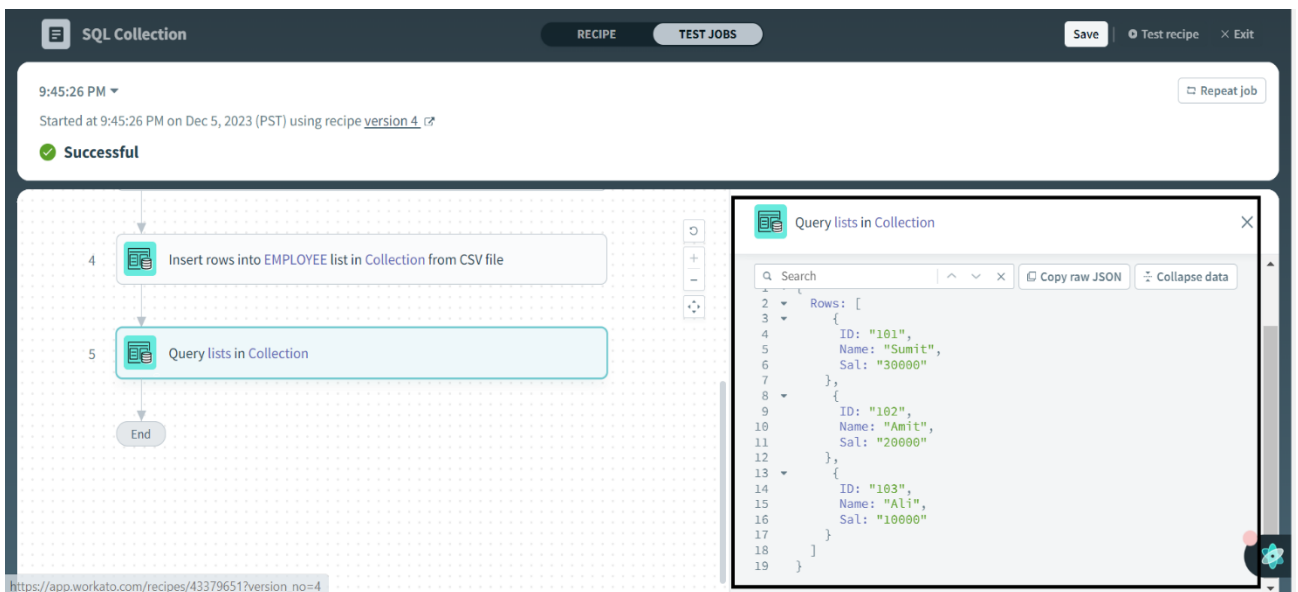 SQL Collection
RECIPE
TEST JOBS
Save
Test recipe
Exit
9:45:26 PM
Repeat job
Started at 9:45:26 PM on Dec 5, 2023 (PST) using recipe version 4
Successful
4 Insert rows into EMPLOYEE list in Collection from CSV file
5 Query lists in Collection
End
Query lists in Collection
Search
Copy raw JSON
Collapse data
1 {
2 Rows: [
3 {
4 ID: "101",
5 Name: "Sumit",
6 Sal: "30000"
7 },
8 {
9 ID: "102",
10 Name: "Amit",
11 Sal: "20000"
12 },
13 {
14 ID: "103",
15 Name: "Ali",
16 Sal: "10000"
17 }
18 ]
19 }
https://app.workato.com/recipes/43379651?version_no=4